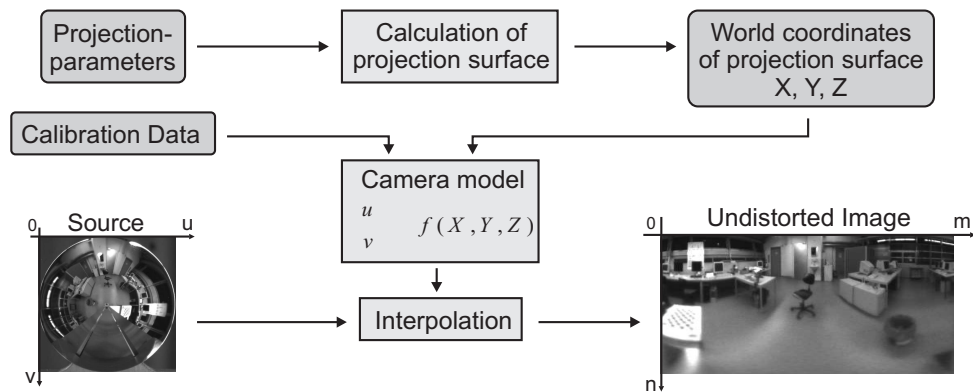 Projection-
parameters
Calculation of
projection surface
World coordinates
of projection surface
X, Y, Z
Calibration Data
Camera model
u
v
f ( X , Y , Z )
Source
0
u
v
Interpolation
Undistorted Image
0
m
n